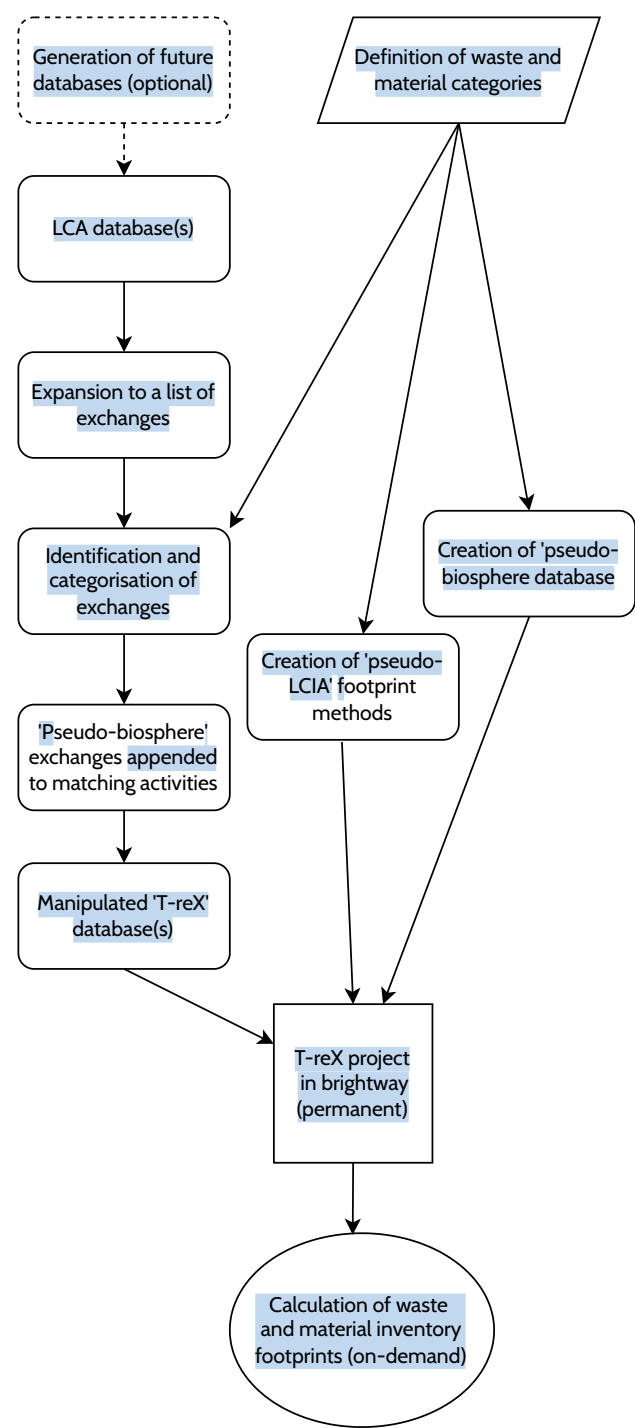 Generation of future
databases (optional)
Definition of waste and
material categories
LCA database(s)
Expansion to a list of
exchanges
Identification and
categorisation of
exchanges
Creation of 'pseudo-
biosphere database
Creation of 'pseudo-
LCIA' footprint
methods
'Pseudo-biosphere'
exchanges appended
to matching activities
Manipulated 'T-reX'
database(s)
T-reX project
in brightway
(permanent)
Calculation of waste
and material inventory
footprints (on-demand)